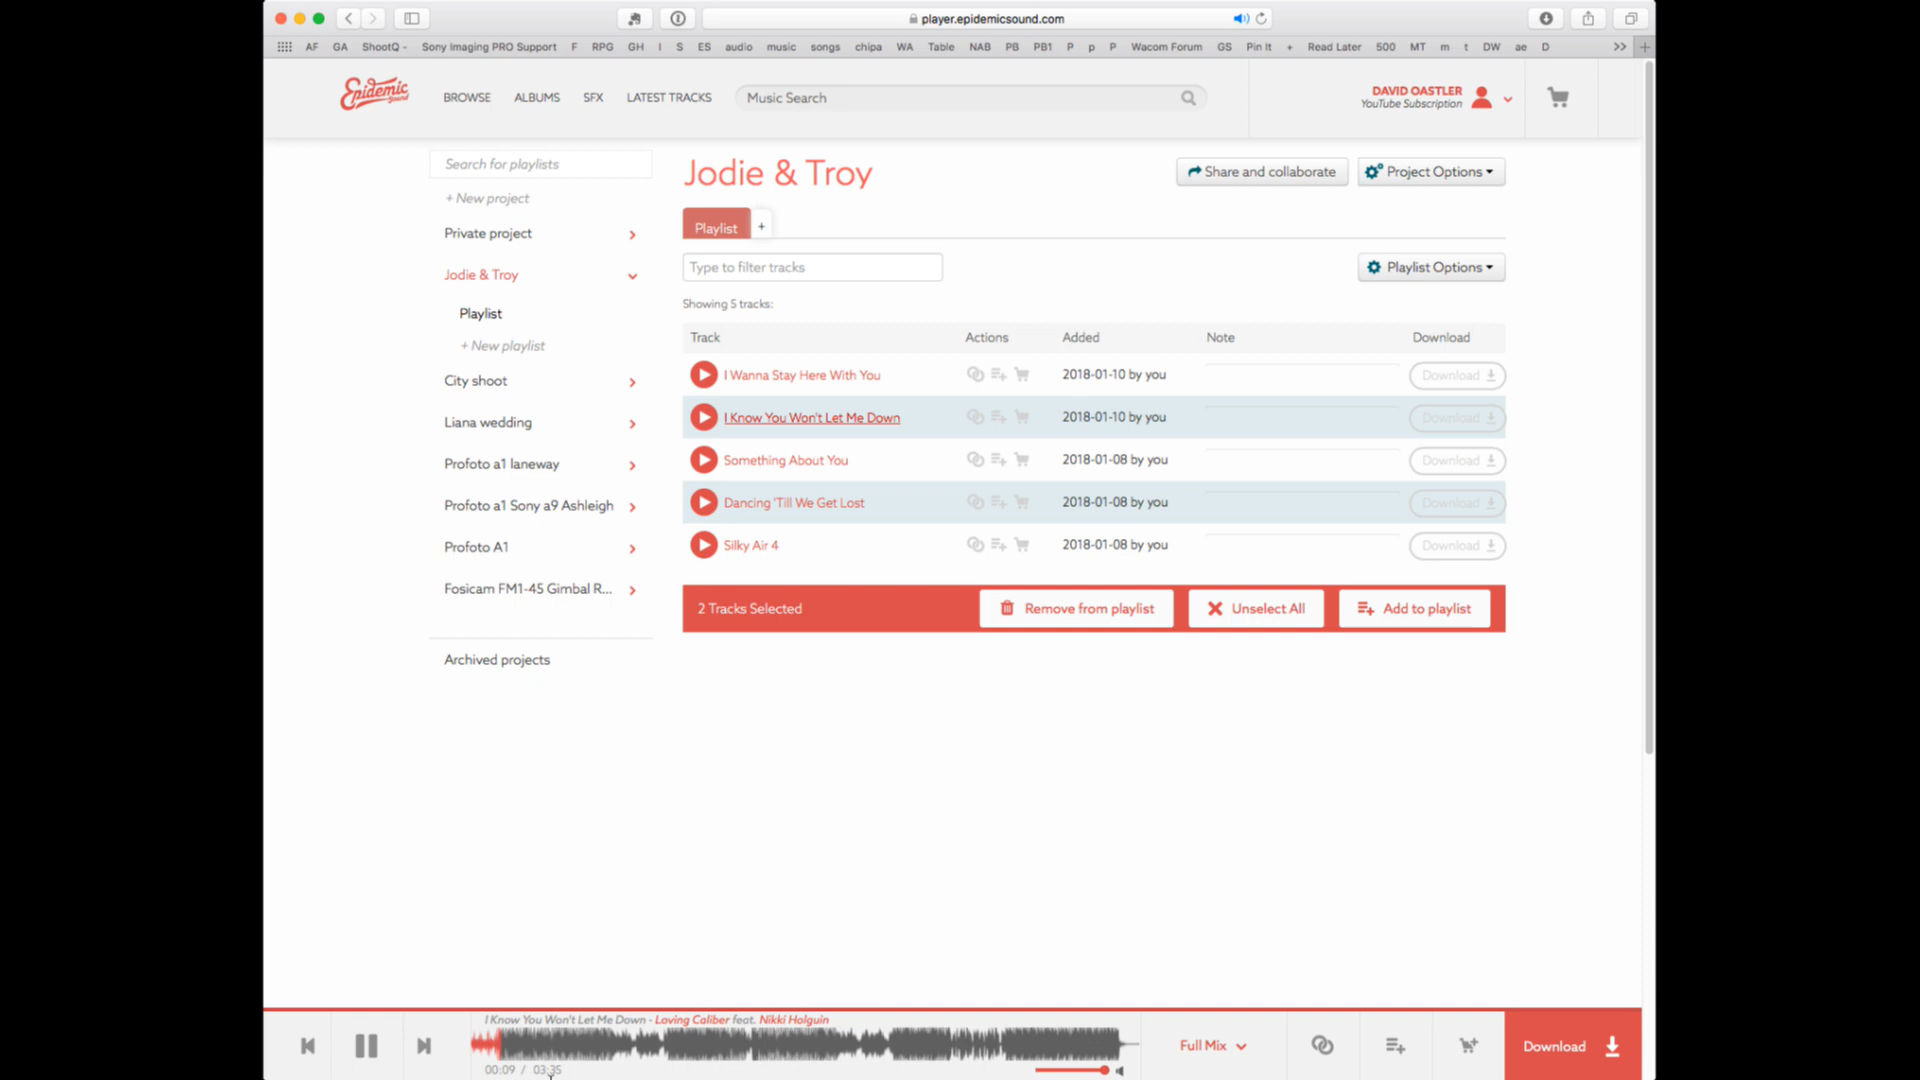 player.epidemicsound.com
AF GA ShootQ - Sony Imaging PRO Support F RPG GH I S ES audio music songs chipa WA Table NAB PB PB1 P p P Wacom Forum GS Pin It + Read Later 500 MT m t DW ae D >> +
Epidemic Sound
BROWSE ALBUMS SFX LATEST TRACKS
Music Search
DAVID OASTLER
YouTube Subscription
Search for playlists
+ New project
Private project
Jodie & Troy
Playlist
+ New playlist
City shoot
Liana wedding
Profoto a1 laneway
Profoto a1 Sony a9 Ashleigh
Profoto A1
Fosicam FM1-45 Gimbal R...
Archived projects
Jodie & Troy
Share and collaborate
Project Options
Playlist +
Type to filter tracks
Playlist Options
Showing 5 tracks:
Track Actions Added Note Download
I Wanna Stay Here With You 2018-01-10 by you Download
I Know You Won't Let Me Down 2018-01-10 by you Download
Something About You 2018-01-08 by you Download
Dancing 'Till We Get Lost 2018-01-08 by you Download
Silky Air 4 2018-01-08 by you Download
2 Tracks Selected Remove from playlist Unselect All Add to playlist
I Know You Won't Let Me Down - Loving Caliber feat. Nikki Holguin
00:09 / 03:35
Full Mix
Download